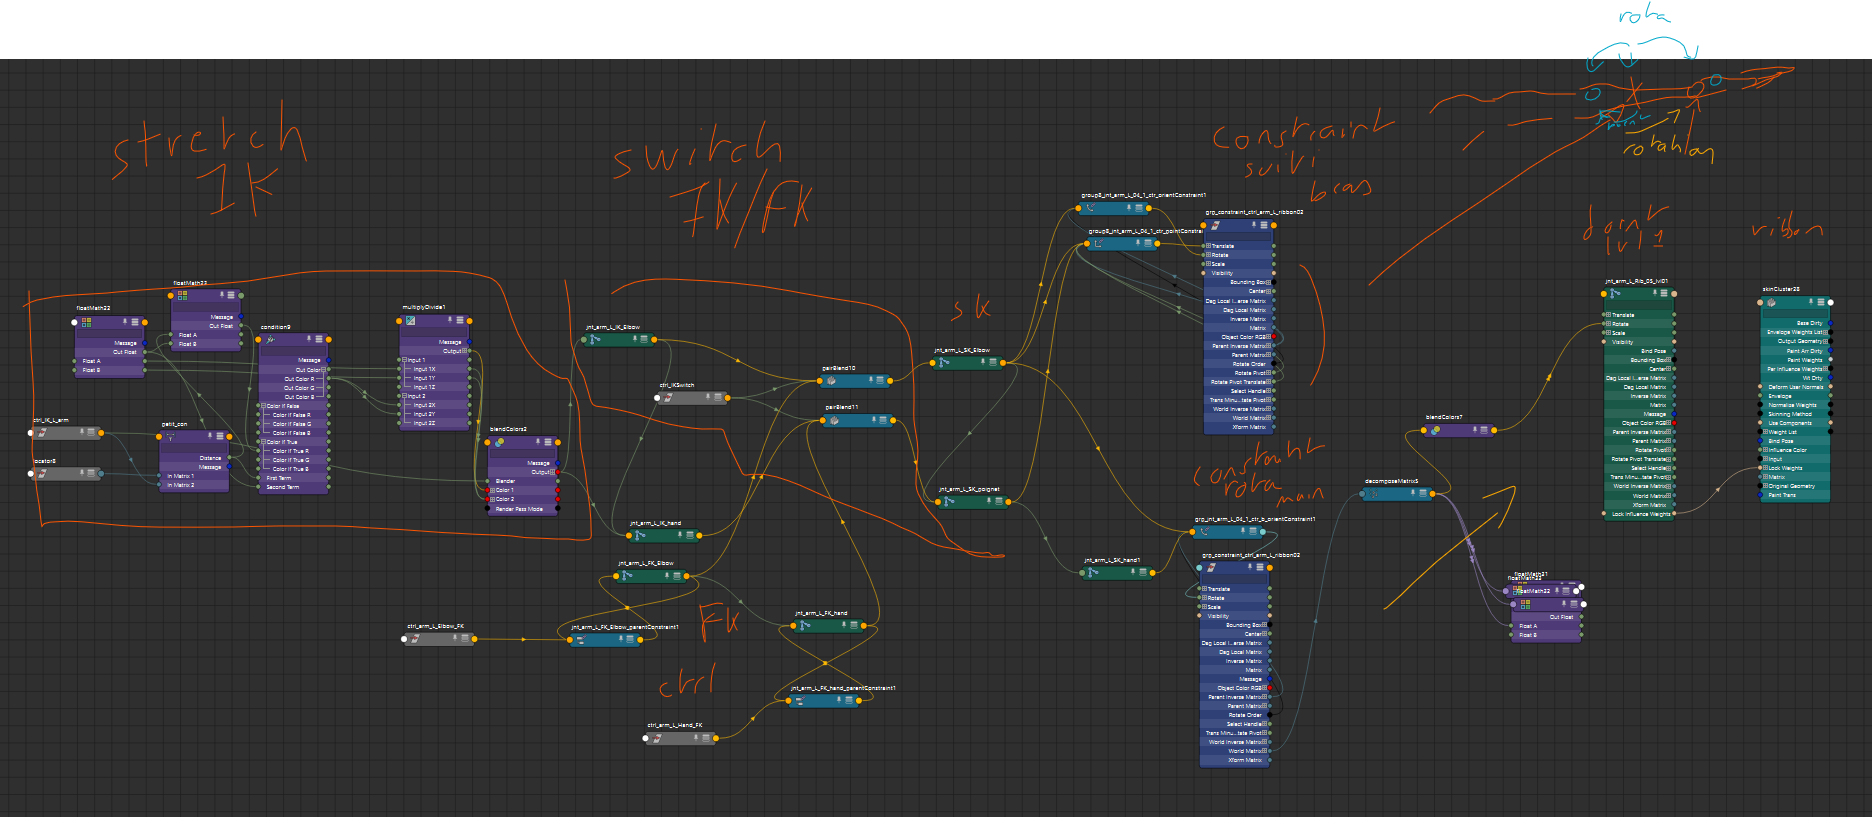 rota
rotation
stretch
IK
switch
IK/FK
constraint
suivi
bras
joint
lvl 1
ribbon
SK
constraint
rota
main
FK
ctrl
floatMath22
Message
Out Float
Float A
Float B
Message
Out Float
Float A
Float B
condition9
Message
Out Color
Out Color R
Out Color G
Out Color B
Color If False
Color If False R
Color If False G
Color If False B
Color If True
Color If True R
Color If True G
Color If True B
First Term
Second Term
ctrl_IK_L_arm
Distance
Message
In Matrix 1
In Matrix 2
multiplyDivide1
Message
Output
Input 1
Input 1X
Input 1Y
Input 1Z
Input 2
Input 2X
Input 2Y
Input 2Z
blendColors2
Message
Output
Blender
Color 1
Color 2
Render Pass Mode
jnt_arm_L_IK_Elbow
ctrl_IKSwitch
jnt_arm_L_IK_hand
jnt_arm_L_FK_Elbow
ctrl_arm_L_Elbow_FK
jnt_arm_L_FK_Elbow_parentConstraint1
jnt_arm_L_FK_hand
jnt_arm_L_FK_hand_parentConstraint1
ctrl_arm_L_Hand_FK
pairBlend10
pairBlend11
jnt_arm_L_SK_Elbow
jnt_arm_L_SK_poignet
jnt_arm_L_SK_hand1
group8_jnt_arm_L_04_1_ctr_orientConstraint1
group8_jnt_arm_L_04_1_ctr_pointConstrai
grp_constraint_ctrl_arm_L_ribbon02
Translate
Rotate
Scale
Visibility
Bounding Box
Center
Dag Local I...erse Matrix
Dag Local Matrix
Inverse Matrix
Matrix
Object Color RGB
Parent Inverse Matrix
Parent Matrix
Rotate Order
Rotate Pivot
Rotate Pivot Translate
Select Handle
Trans Minu...tate Pivot
World Inverse Matrix
World Matrix
Xform Matrix
grp_jnt_arm_L_04_1_ctr_b_orientConstraint1
grp_constraint_ctrl_arm_L_ribbon02
Translate
Rotate
Scale
Visibility
Bounding Box
Center
Dag Local I...erse Matrix
Dag Local Matrix
Inverse Matrix
Matrix
Message
Object Color RGB
Parent Inverse Matrix
Parent Matrix
Rotate Order
Select Handle
Trans Minu...tate Pivot
World Inverse Matrix
World Matrix
Xform Matrix
decomposeMatrix5
blendColors7
floatMath32
Out Float
Float A
Float B
jnt_arm_L_Rib_05_lvl01
Translate
Rotate
Scale
Visibility
Bind Pose
Bounding Box
Center
Dag Local I...erse Matrix
Dag Local Matrix
Inverse Matrix
Matrix
Message
Object Color RGB
Parent Inverse Matrix
Parent Matrix
Rotate Pivot
Rotate Pivot Translate
Select Handle
Trans Minu...tate Pivot
World Inverse Matrix
World Matrix
Xform Matrix
Lock Influence Weights
skinCluster28
Base Dirty
Envelope Weights List
Output Geometry
Paint Arr Dirty
Paint Weights
Per Influence Weights
Wt Dirty
Deform User Normals
Envelope
Normalize Weights
Skinning Method
Use Components
Weight List
Bind Pose
Influence Color
Input
Lock Weights
Matrix
Original Geometry
Paint Trans